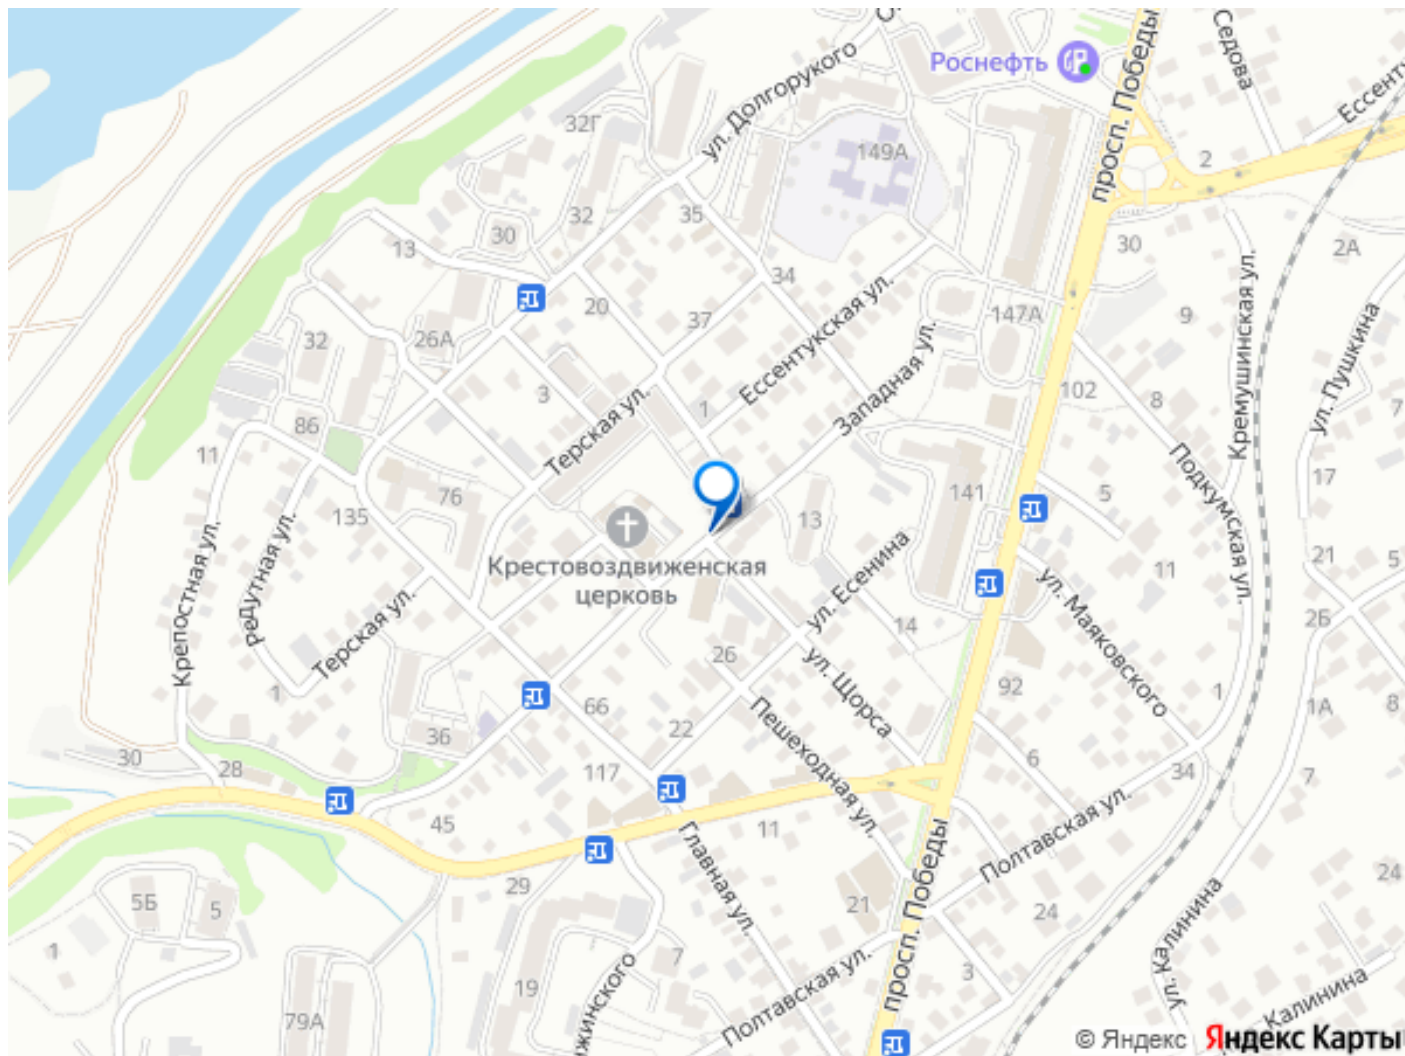 Роснефть
просп. Победы
Седова
Ессенту
ул. Долгорукого
32Г
149А
2
32
35
30
30
2А
13
34
20
37
147А
9
Ессентукская ул.
Западная ул.
Кремушинская ул.
ул. Пушкина
32
26А
3
1
102
8
7
Терская ул.
86
11
76
135
141
5
17
Подкумская ул.
13
Крестовоздвиженская
церковь
Крепостная ул.
Редутная ул.
Терская ул.
ул. Есенина
ул. Маяковского
11
21
5
2Б
14
26
ул. Щорса
1
66
92
1
1А
8
Пешеходная ул.
22
36
30
28
117
6
34
7
45
11
Полтавская ул.
Главная ул.
просп. Победы
29
5Б
5
21
24
24
ул. Калинина
1
7
3
19
Полтавская ул.
жинского
79А
Калинина
© Яндекс Яндекс Карты